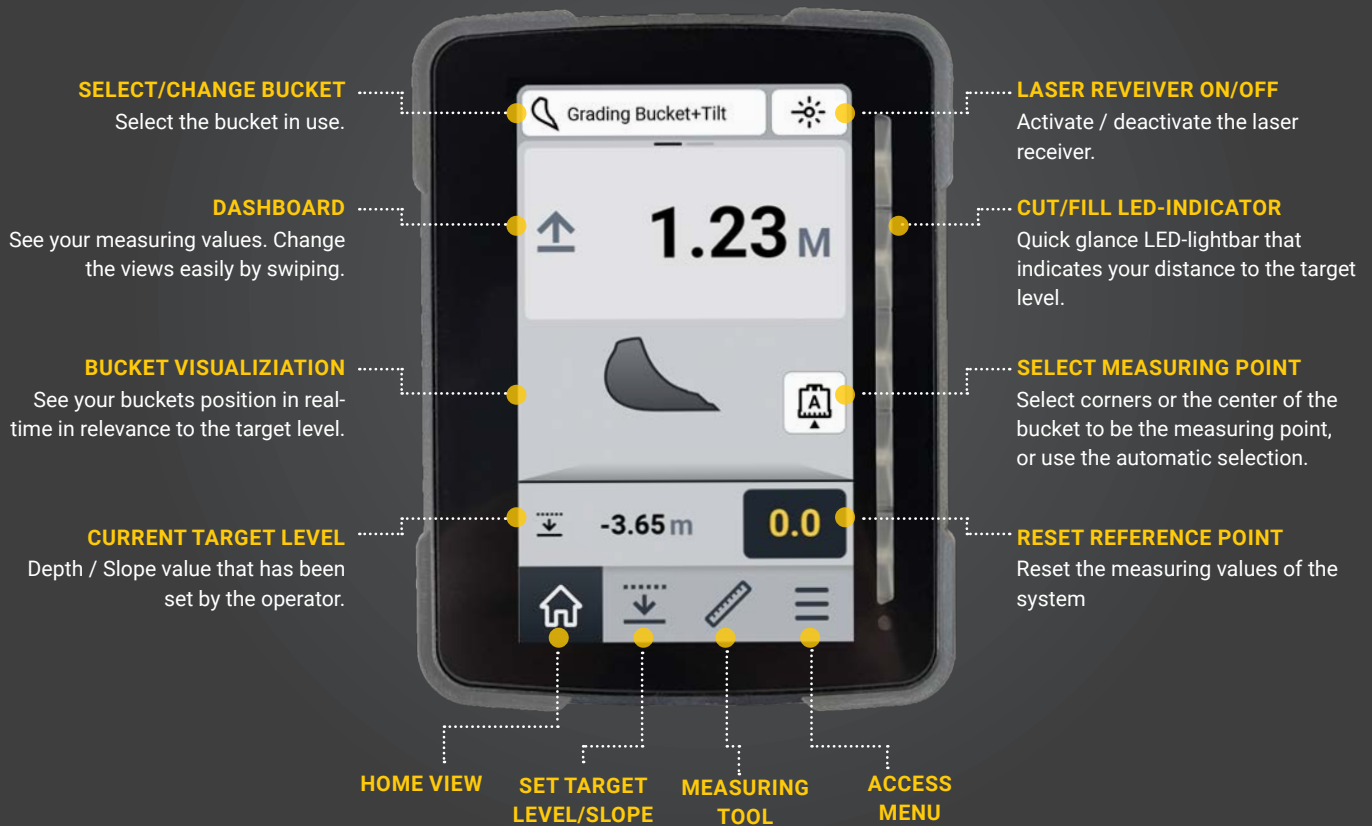 SELECT/CHANGE BUCKET
Select the bucket in use.
DASHBOARD
See your measuring values. Change
the views easily by swiping.
BUCKET VISUALIZIATION
See your buckets position in real-
time in relevance to the target level.
CURRENT TARGET LEVEL
Depth / Slope value that has been
set by the operator.
Grading Bucket+Tilt
1.23 M
A
-3.65 m
0.0
LASER REVEIVER ON/OFF
Activate / deactivate the laser
receiver.
CUT/FILL LED-INDICATOR
Quick glance LED-lightbar that
indicates your distance to the target
level.
SELECT MEASURING POINT
Select corners or the center of the
bucket to be the measuring point,
or use the automatic selection.
RESET REFERENCE POINT
Reset the measuring values of the
system
HOME VIEW
SET TARGET
LEVEL/SLOPE
MEASURING
TOOL
ACCESS
MENU